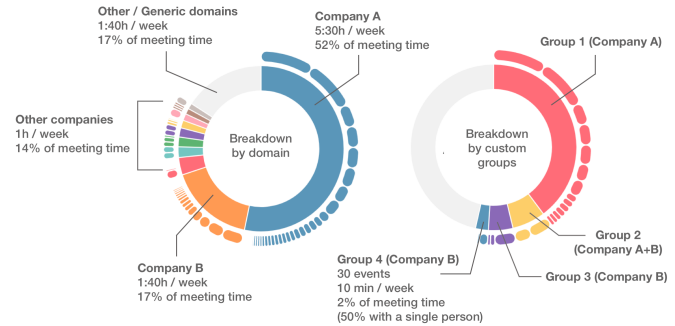 Other / Generic domains
1:40h / week
17% of meeting time
Company A
5:30h / week
52% of meeting time
Other companies
1h / week
14% of meeting time
Breakdown
by domain
Company B
1:40h / week
17% of meeting time
Group 1 (Company A)
Breakdown
by custom
groups
Group 2
(Company A+B)
Group 3 (Company B)
Group 4 (Company B)
30 events
10 min / week
2% of meeting time
(50% with a single person)